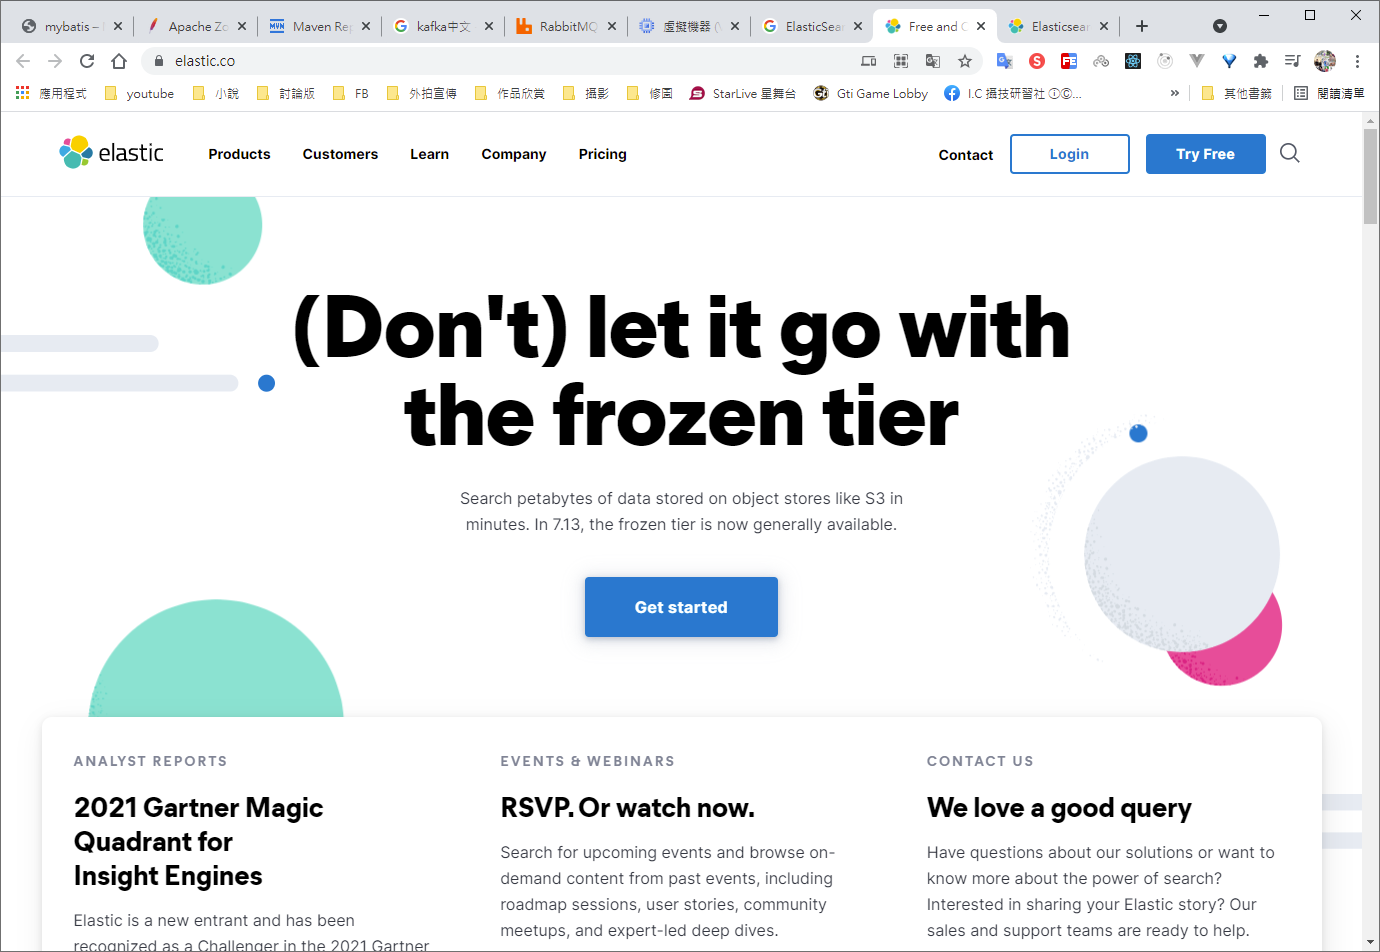 mybatis –
Apache Zo
Maven Rep
kafka中文
RabbitMQ
虛擬機器 (
ElasticSea
Free and
Elasticsear
elastic.co
應用程式
youtube
小說
討論版
FB
外拍宣傳
作品欣賞
攝影
修圖
StarLive 星舞台
Gti Game Lobby
I.C 攝技研習社 ⓘⒸ...
其他書籤
閱讀清單
elastic
Products
Customers
Learn
Company
Pricing
Contact
Login
Try Free
(Don't) let it go with
the frozen tier
Search petabytes of data stored on object stores like S3 in
minutes. In 7.13, the frozen tier is now generally available.
Get started
ANALYST REPORTS
2021 Gartner Magic
Quadrant for
Insight Engines
Elastic is a new entrant and has been
recognized as a Challenger in the 2021 Gartner
EVENTS & WEBINARS
RSVP. Or watch now.
Search for upcoming events and browse on-
demand content from past events, including
roadmap sessions, user stories, community
meetups, and expert-led deep dives.
CONTACT US
We love a good query
Have questions about our solutions or want to
know more about the power of search?
Interested in sharing your Elastic story? Our
sales and support teams are ready to help.